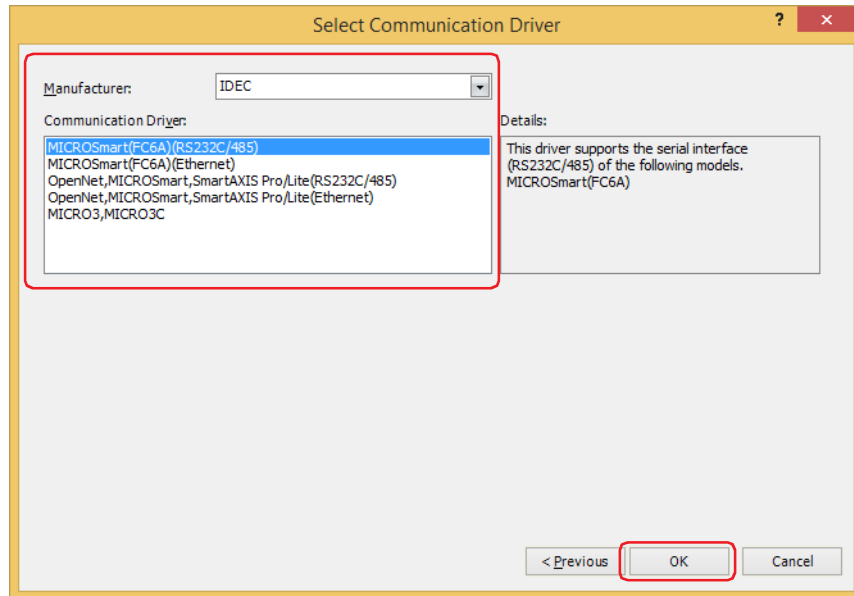 Select Communication Driver
?
×
Manufacturer:
IDEC
Communication Driver:
MICROSmart(FC6A)(RS232C/485)
MICROSmart(FC6A)(Ethernet)
OpenNet,MICROSmart,SmartAXIS Pro/Lite(RS232C/485)
OpenNet,MICROSmart,SmartAXIS Pro/Lite(Ethernet)
MICRO3,MICRO3C
Details:
This driver supports the serial interface
(RS232C/485) of the following models.
MICROSmart(FC6A)
< Previous
OK
Cancel